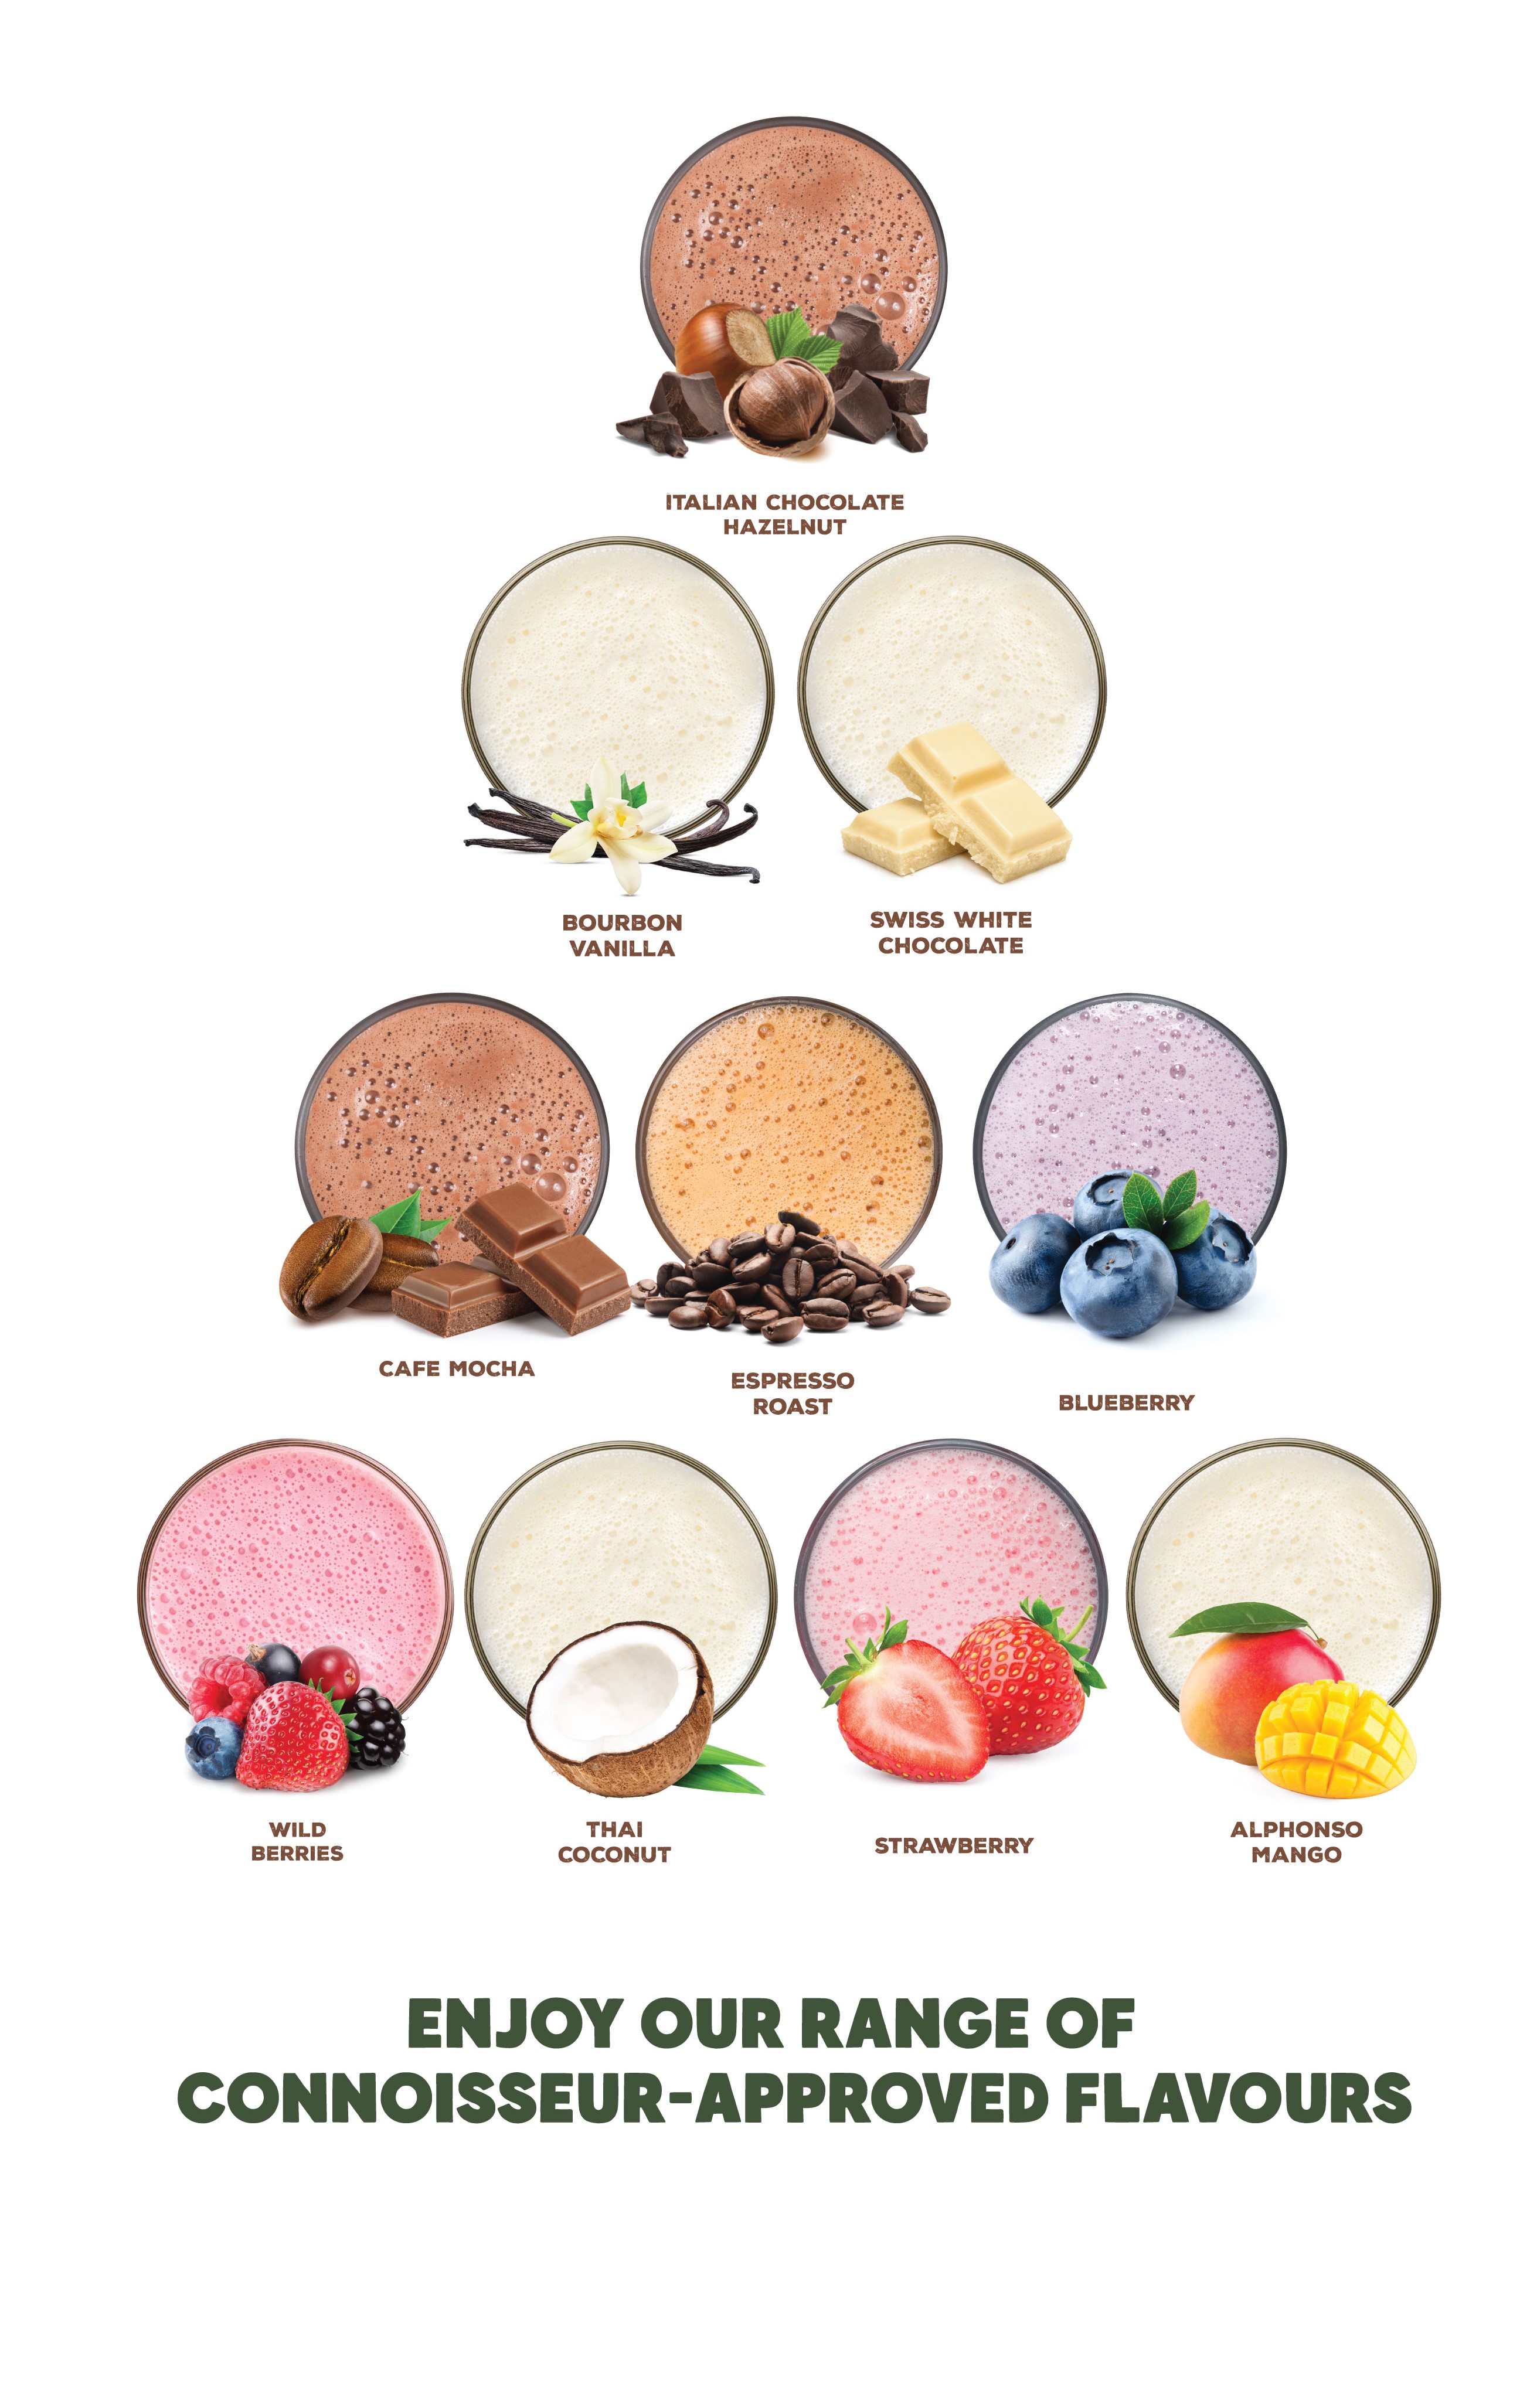 ITALIAN CHOCOLATE
HAZELNUT
BOURBON
VANILLA
SWISS WHITE
CHOCOLATE
CAFE MOCHA
ESPRESSO
ROAST
BLUEBERRY
WILD
BERRIES
THAI
COCONUT
STRAWBERRY
ALPHONSO
MANGO
ENJOY OUR RANGE OF
CONNOISSEUR-APPROVED FLAVOURS